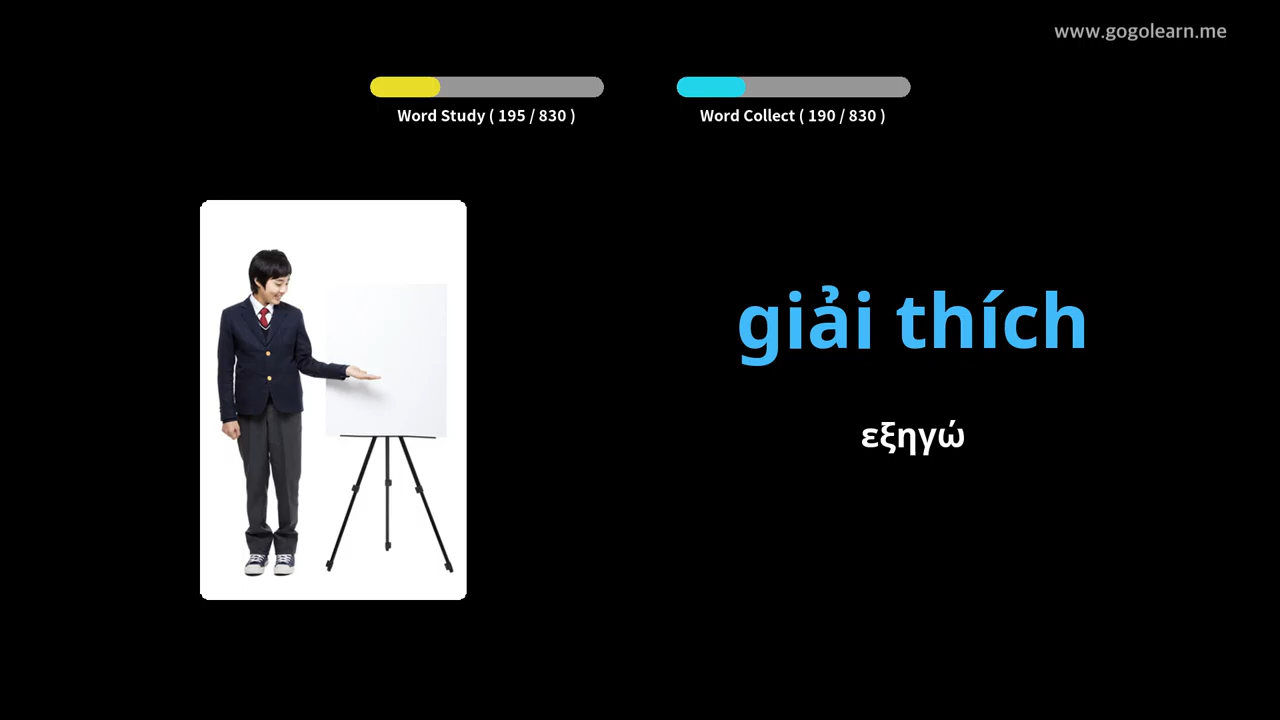 www.gogolearn.me
Word Study ( 195 / 830 )
Word Collect ( 190 / 830 )
giải thích
εξηγώ